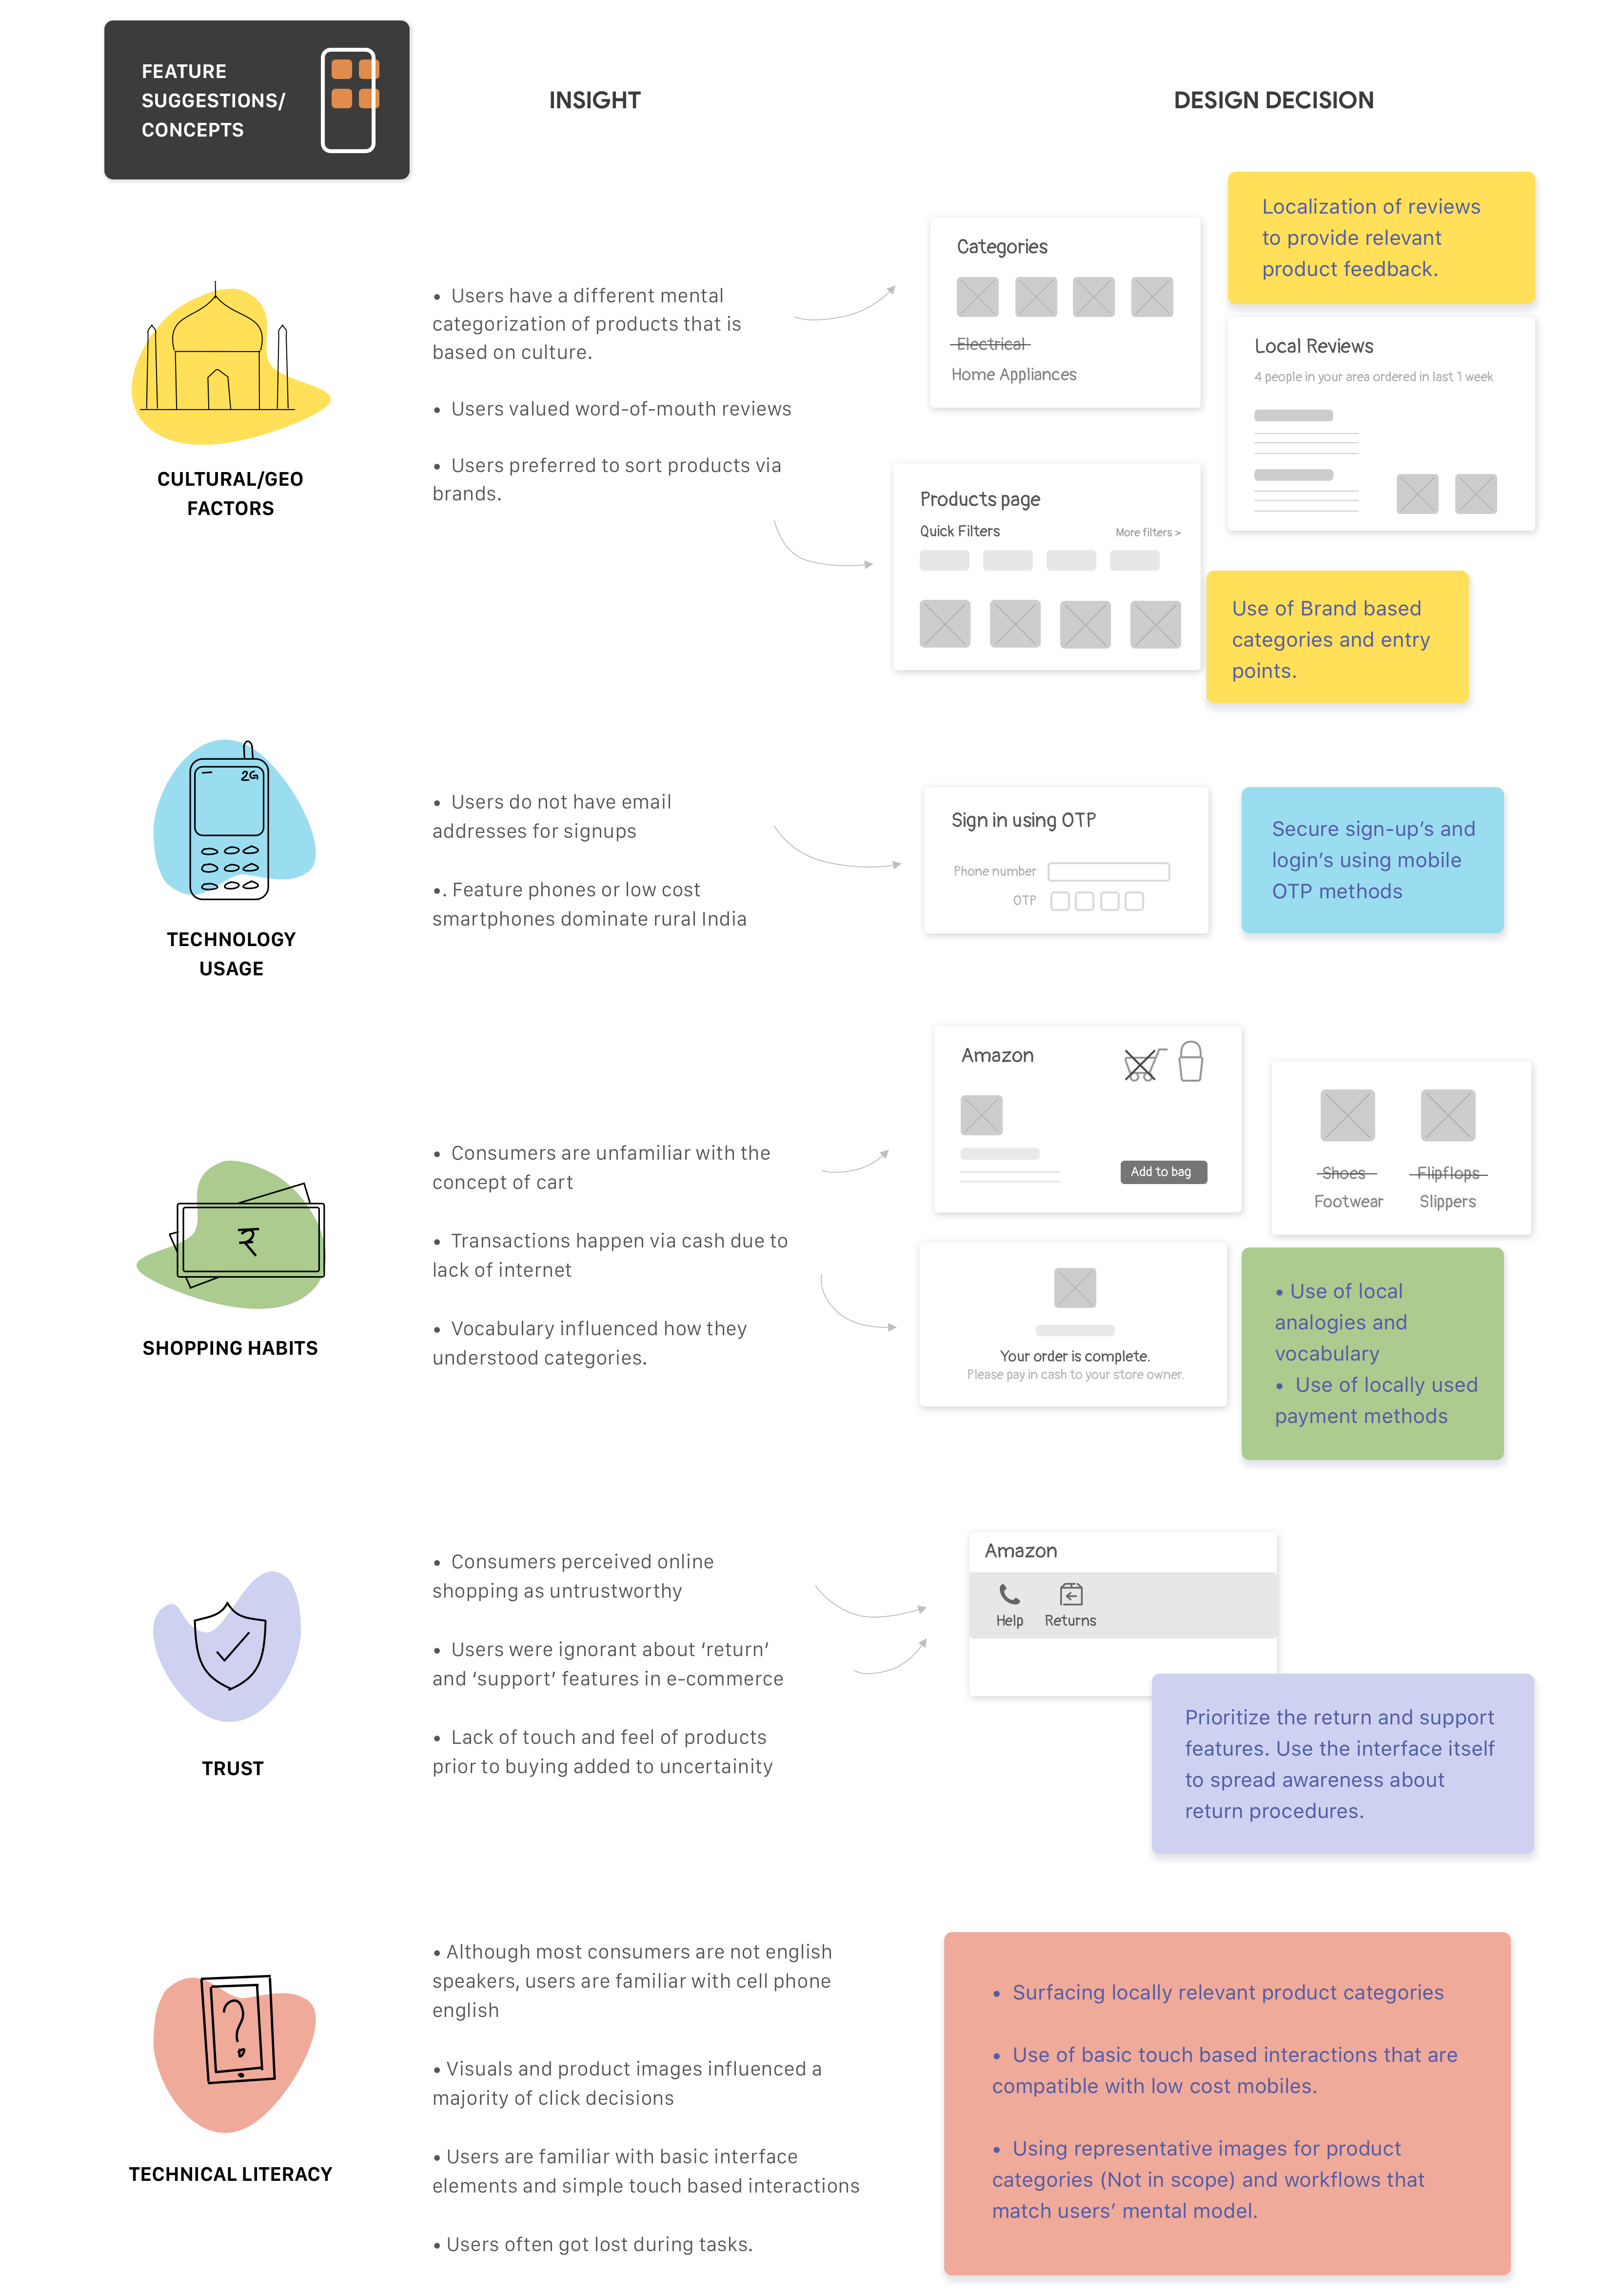 FEATURE
SUGGESTIONS/
CONCEPTS
INSIGHT
DESIGN DECISION
CULTURAL/GEO
FACTORS
• Users have a different mental
categorization of products that is
based on culture.
• Users valued word-of-mouth reviews
• Users preferred to sort products via
brands.
Categories
Electrical
Home Appliances
Localization of reviews
to provide relevant
product feedback.
Local Reviews
4 people in your area ordered in last 1 week
Products page
Quick Filters
More filters >
Use of Brand based
categories and entry
points.
2G
TECHNOLOGY
USAGE
• Users do not have email
addresses for signups
•. Feature phones or low cost
smartphones dominate rural India
Sign in using OTP
Phone number
OTP
Secure sign-up’s and
login’s using mobile
OTP methods
₹
SHOPPING HABITS
• Consumers are unfamiliar with the
concept of cart
• Transactions happen via cash due to
lack of internet
• Vocabulary influenced how they
understood categories.
Amazon
Add to bag
Shoes
Flipflops
Footwear
Slippers
Your order is complete.
Please pay in cash to your store owner.
• Use of local
analogies and
vocabulary
• Use of locally used
payment methods
TRUST
• Consumers perceived online
shopping as untrustworthy
• Users were ignorant about ‘return’
and ‘support’ features in e-commerce
• Lack of touch and feel of products
prior to buying added to uncertainity
Amazon
Help
Returns
Prioritize the return and support
features. Use the interface itself
to spread awareness about
return procedures.
?
TECHNICAL LITERACY
• Although most consumers are not english
speakers, users are familiar with cell phone
english
• Visuals and product images influenced a
majority of click decisions
• Users are familiar with basic interface
elements and simple touch based interactions
• Users often got lost during tasks.
• Surfacing locally relevant product categories
• Use of basic touch based interactions that are
compatible with low cost mobiles.
• Using representative images for product
categories (Not in scope) and workflows that
match users’ mental model.